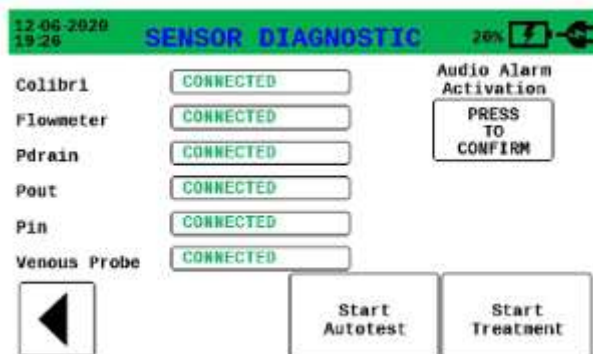 12-06-2020
19:26
SENSOR DIAGNOSTIC
20%
Colibri CONNECTED
Flowmeter CONNECTED
Pdrain CONNECTED
Pout CONNECTED
Pin CONNECTED
Venous Probe CONNECTED
Audio Alarm
Activation
PRESS
TO
CONFIRM
Start
Autotest
Start
Treatment